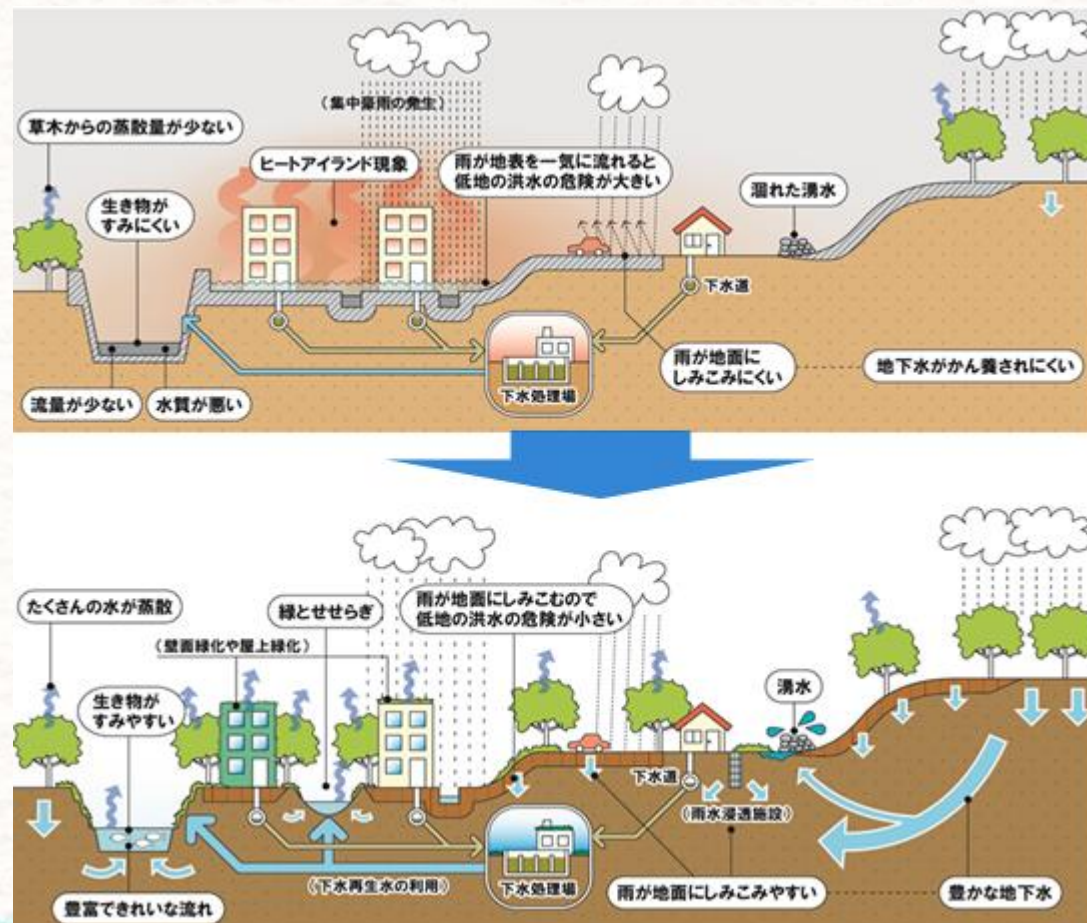 (集中豪雨の発生)
草木からの蒸散量が少ない
ヒートアイランド現象
雨が地表を一気に流れると
低地の洪水の危険が大きい
涸れた湧水
生き物が
すみにくい
下水道
雨が地面に
しみこみにくい
地下水がかん養されにくい
下水処理場
流量が少ない
水質が悪い
たくさんの水が蒸散
緑とせせらぎ
雨が地面にしみこむので
低地の洪水の危険が小さい
(壁面緑化や屋上緑化)
湧水
生き物が
すみやすい
下水道
(雨水浸透施設)
(下水再生水の利用)
下水処理場
雨が地面にしみこみやすい
豊かな地下水
豊富できれいな流れ